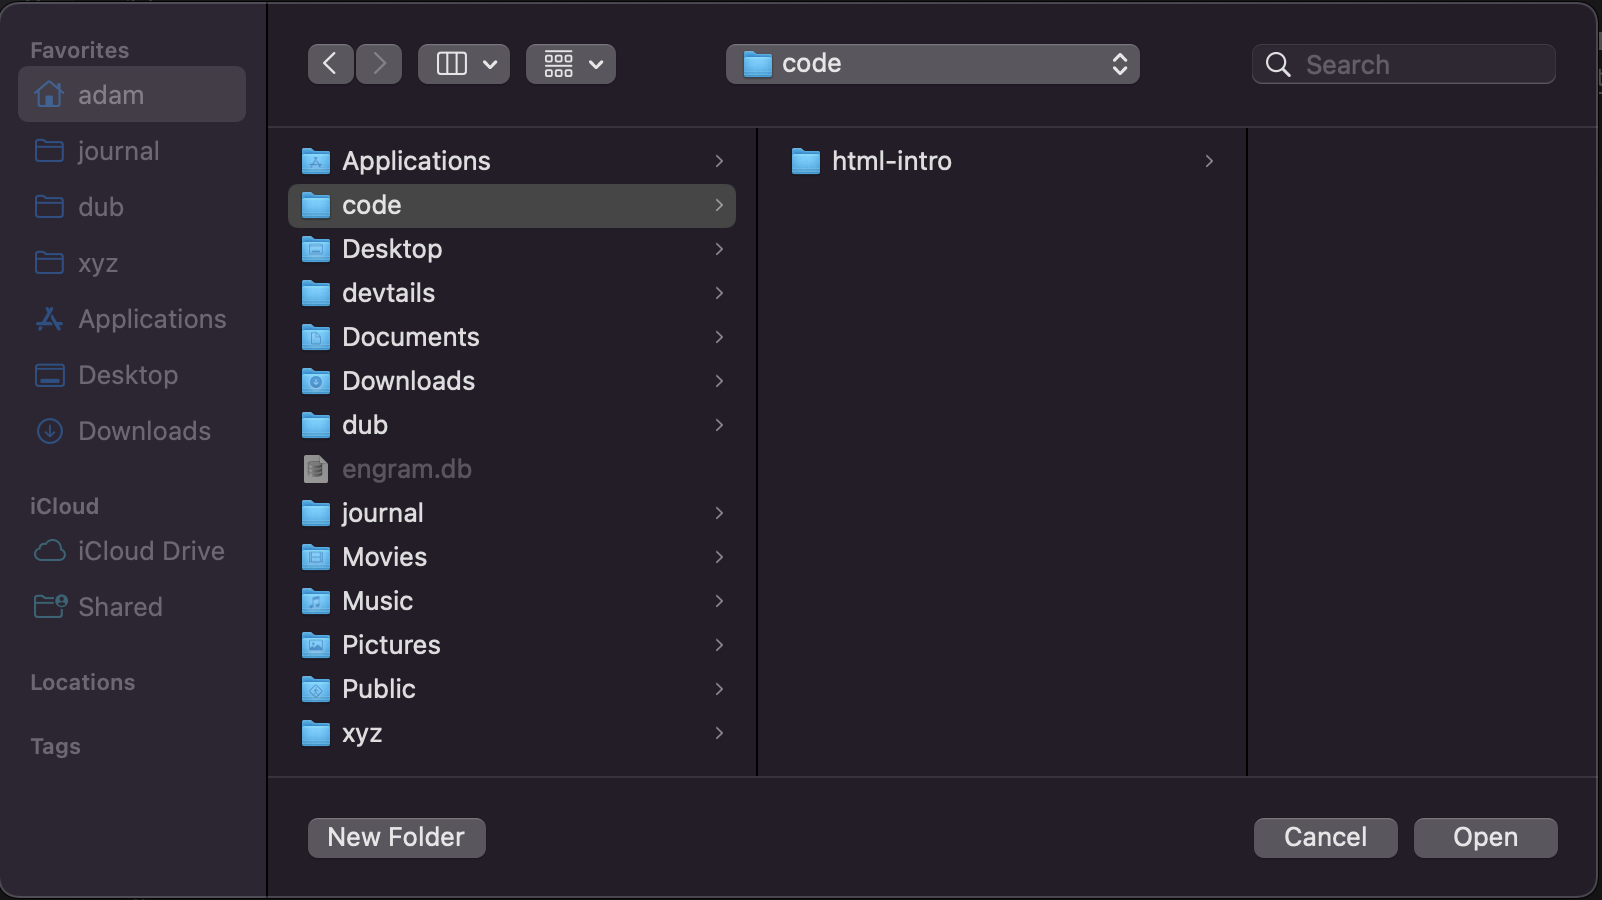 Favorites
adam
journal
dub
xyz
Applications
Desktop
Downloads
iCloud
iCloud Drive
Shared
Locations
Tags
code
Search
Applications
code
Desktop
devtails
Documents
Downloads
dub
engram.db
journal
Movies
Music
Pictures
Public
xyz
html-intro
New Folder
Cancel
Open